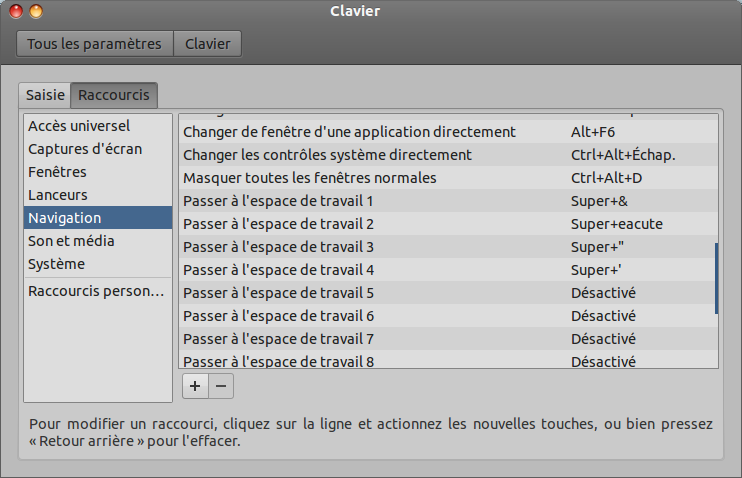 Clavier
Tous les paramètres Clavier
Saisie Raccourcis
Accès universel
Captures d'écran
Fenêtres
Lanceurs
Navigation
Son et média
Système
Raccourcis person…
Changer de fenêtre d'une application directement Alt+F6
Changer les contrôles système directement Ctrl+Alt+Échap.
Masquer toutes les fenêtres normales Ctrl+Alt+D
Passer à l'espace de travail 1 Super+&
Passer à l'espace de travail 2 Super+eacute
Passer à l'espace de travail 3 Super+"
Passer à l'espace de travail 4 Super+'
Passer à l'espace de travail 5 Désactivé
Passer à l'espace de travail 6 Désactivé
Passer à l'espace de travail 7 Désactivé
Passer à l'espace de travail 8 Désactivé
+ −
Pour modifier un raccourci, cliquez sur la ligne et actionnez les nouvelles touches, ou bien pressez
« Retour arrière » pour l'effacer.